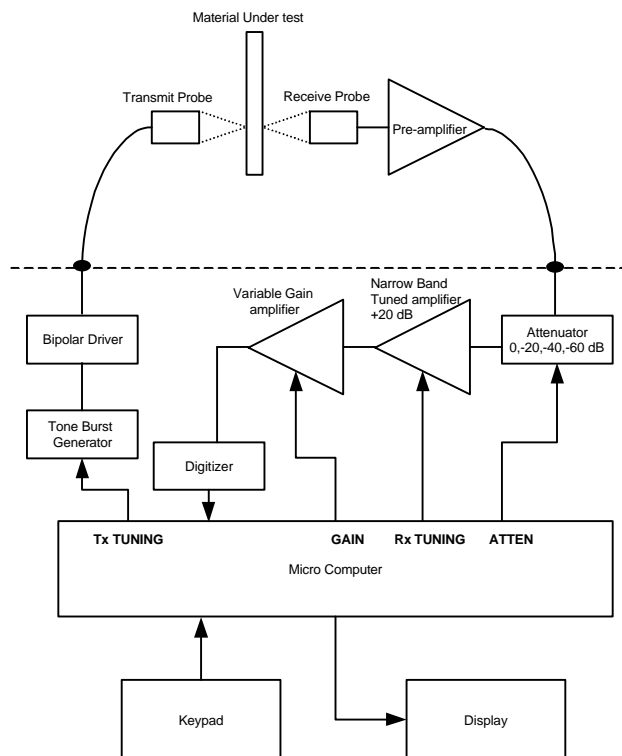 Material Under test
Transmit Probe
Receive Probe
Pre-amplifier
Variable Gain
amplifier
Narrow Band
Tuned amplifier
+20 dB
Bipolar Driver
Attenuator
0,-20,-40,-60 dB
Tone Burst
Generator
Digitizer
Tx TUNING
GAIN
Rx TUNING
ATTEN
Micro Computer
Keypad
Display